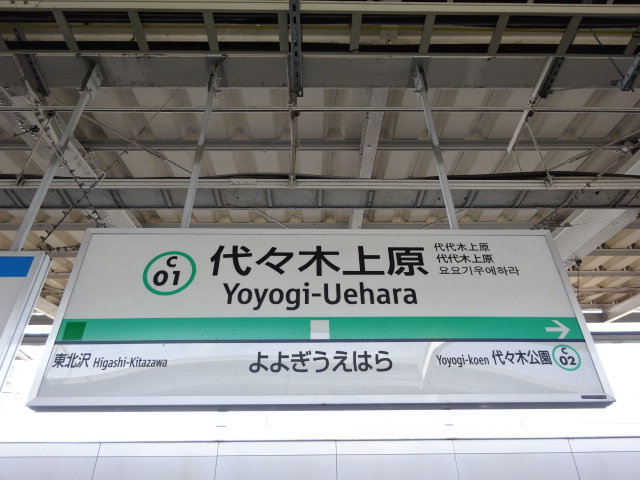 C
01
代々木上原
代代木上原
代代木上原
요요기우에하라
Yoyogi-Uehara
東北沢 Higashi-Kitazawa
よよぎうえはら
Yoyogi-koen 代々木公園
C
02